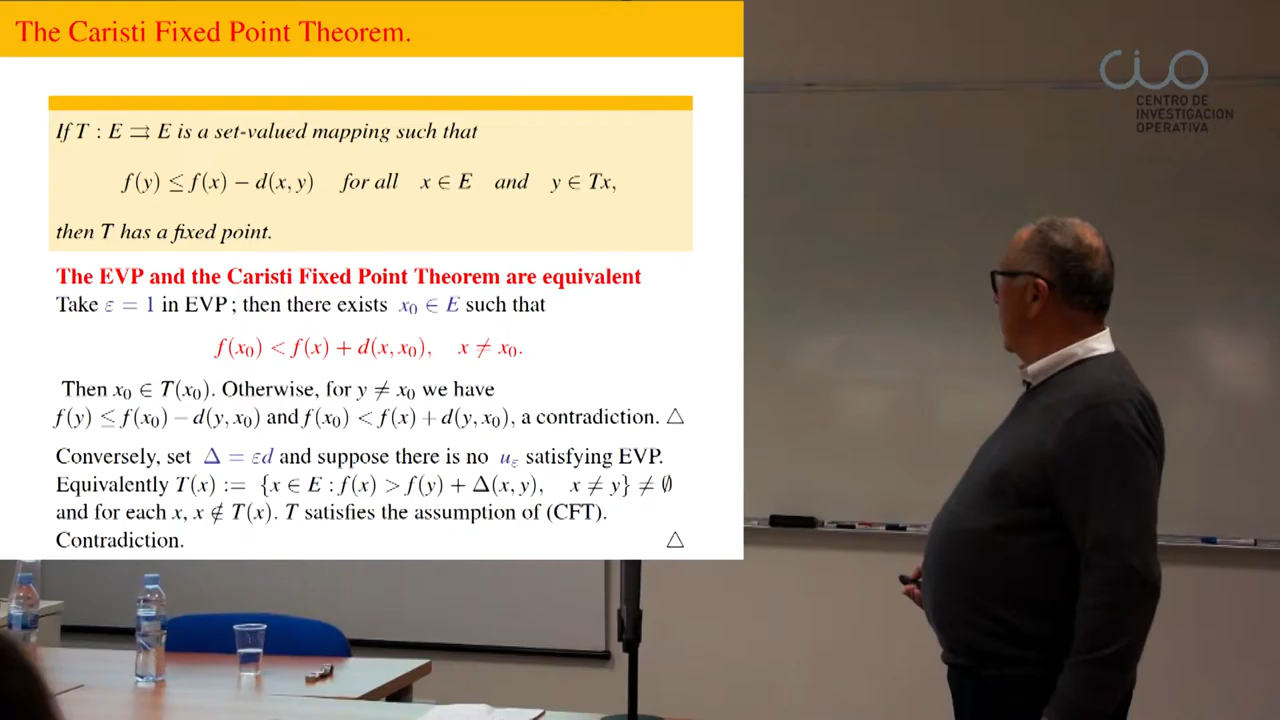 The Caristi Fixed Point Theorem.
If T : E ⇉ E is a set-valued mapping such that
f(y) ≤ f(x) − d(x, y) for all x ∈ E and y ∈ Tx,
then T has a fixed point.
The EVP and the Caristi Fixed Point Theorem are equivalent
Take ε = 1 in EVP ; then there exists x₀ ∈ E such that
f(x₀) < f(x) + d(x, x₀), x ≠ x₀.
Then x₀ ∈ T(x₀). Otherwise, for y ≠ x₀ we have
f(y) ≤ f(x₀) − d(y, x₀) and f(x₀) < f(x) + d(y, x₀), a contradiction. △
Conversely, set Δ = εd and suppose there is no u_ε satisfying EVP.
Equivalently T(x) := {x ∈ E : f(x) > f(y) + Δ(x, y), x ≠ y} ≠ ∅
and for each x, x ∉ T(x). T satisfies the assumption of (CFT).
Contradiction. △
CIO
CENTRO DE
INVESTIGACION
OPERATIVA